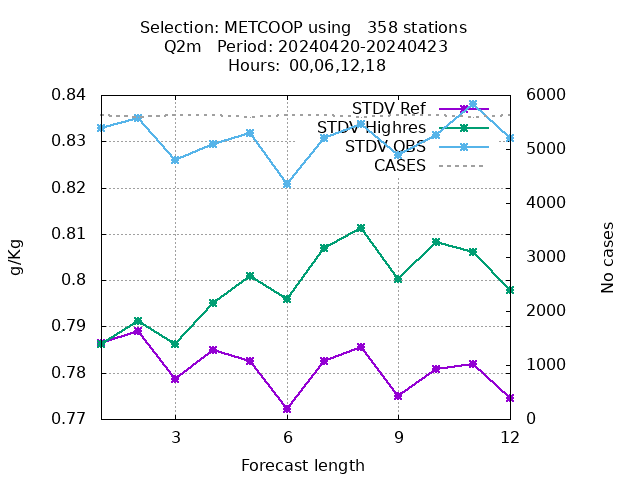 Selection: METCOOP using   358 stations
Q2m   Period: 20240420-20240423
Hours:  00,06,12,18
0.84
0.83
0.82
0.81
0.8
0.79
0.78
0.77
g/Kg
STDV Ref
STDV Highres
STDV OBS
CASES
6000
5000
4000
3000
2000
1000
0
No cases
3
6
9
12
Forecast length